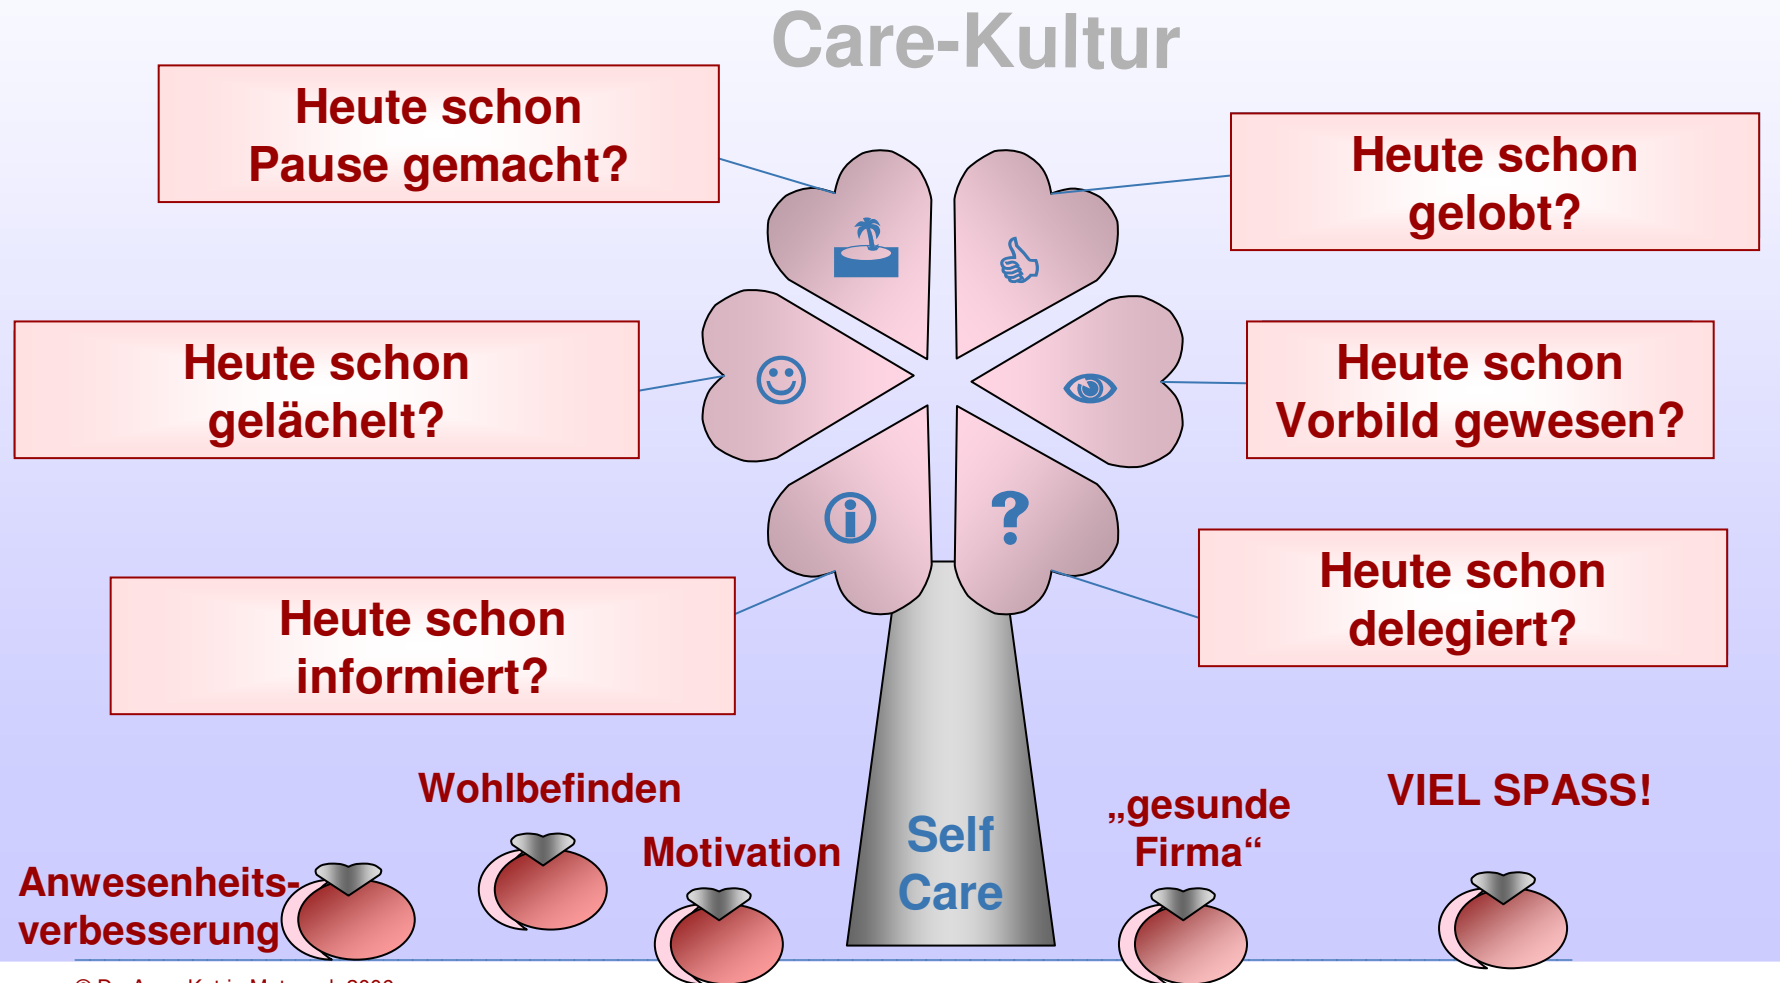 Care-Kultur
Heute schon
Pause gemacht?
Heute schon
gelobt?
Heute schon
gelächelt?
Heute schon
Vorbild gewesen?
Heute schon
informiert?
Heute schon
delegiert?
Self
Care
Anwesenheits-
verbesserung
Wohlbefinden
Motivation
„gesunde
Firma“
VIEL SPASS!